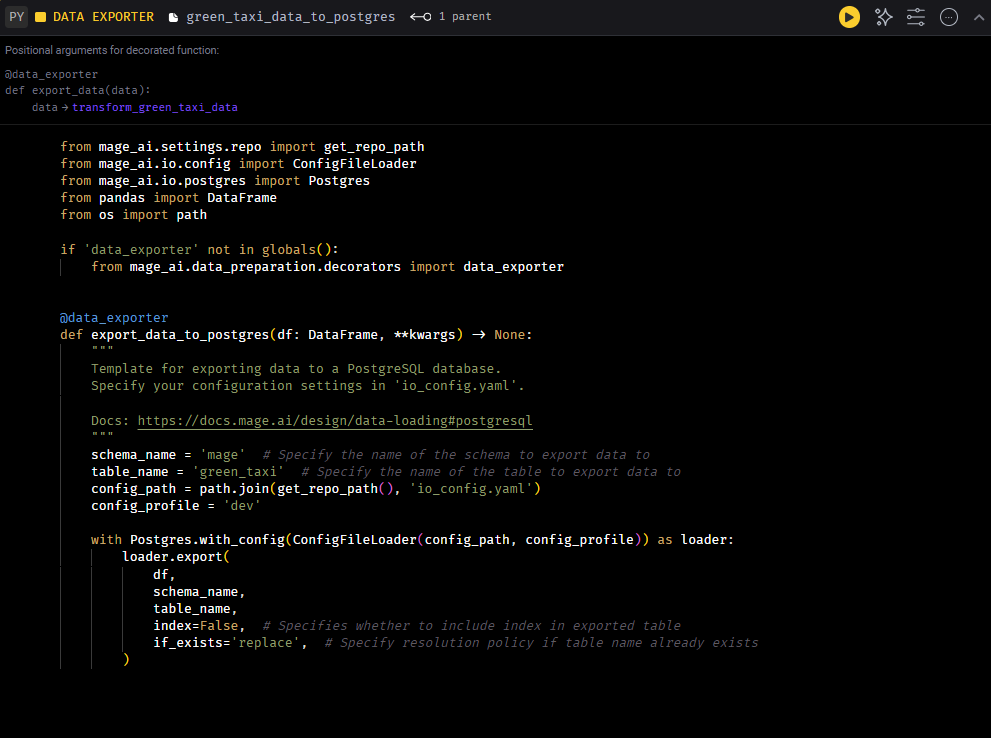 PY DATA EXPORTER green_taxi_data_to_postgres 1 parent
Positional arguments for decorated function:
@data_exporter
def export_data(data):
    data → transform_green_taxi_data
from mage_ai.settings.repo import get_repo_path
from mage_ai.io.config import ConfigFileLoader
from mage_ai.io.postgres import Postgres
from pandas import DataFrame
from os import path
if 'data_exporter' not in globals():
    from mage_ai.data_preparation.decorators import data_exporter
@data_exporter
def export_data_to_postgres(df: DataFrame, **kwargs) -> None:
    """
    Template for exporting data to a PostgreSQL database.
    Specify your configuration settings in 'io_config.yaml'.
    Docs: https://docs.mage.ai/design/data-loading#postgresql
    """
    schema_name = 'mage'  # Specify the name of the schema to export data to
    table_name = 'green_taxi'  # Specify the name of the table to export data to
    config_path = path.join(get_repo_path(), 'io_config.yaml')
    config_profile = 'dev'
    with Postgres.with_config(ConfigFileLoader(config_path, config_profile)) as loader:
        loader.export(
            df,
            schema_name,
            table_name,
            index=False,  # Specifies whether to include index in exported table
            if_exists='replace',  # Specify resolution policy if table name already exists
        )